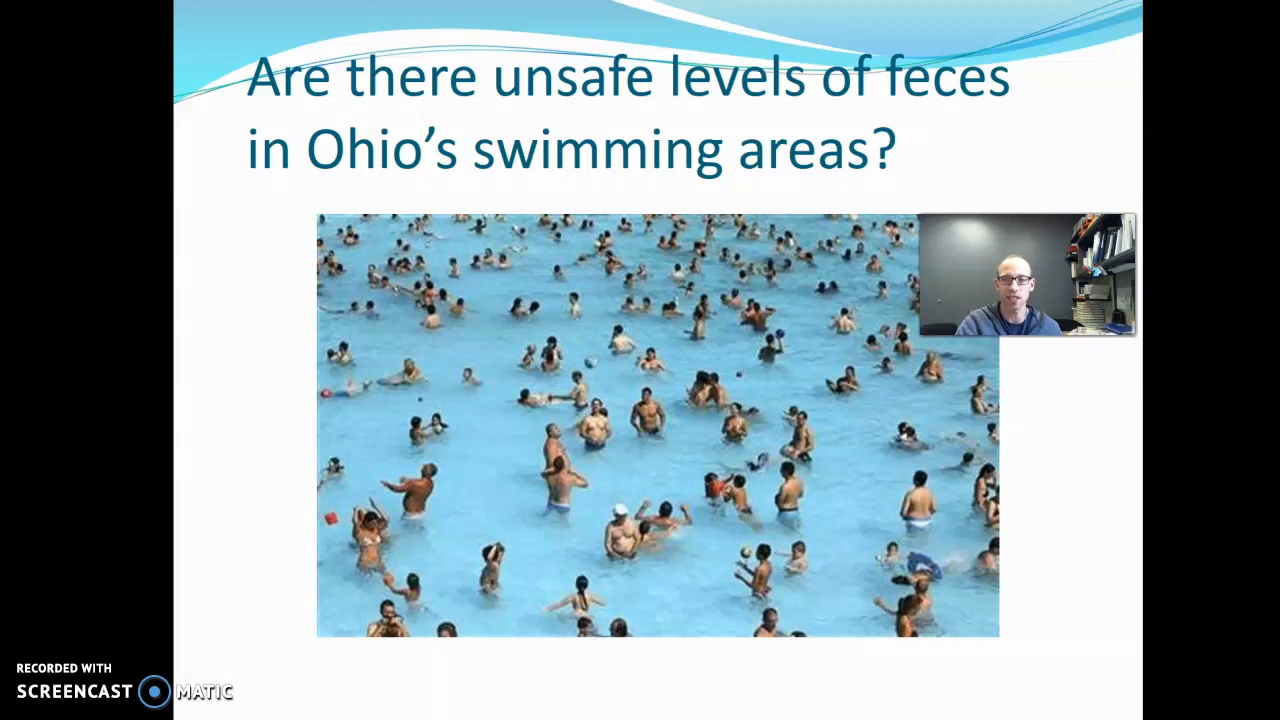 Are there unsafe levels of feces
in Ohio’s swimming areas?
RECORDED WITH
SCREENCAST MATIC